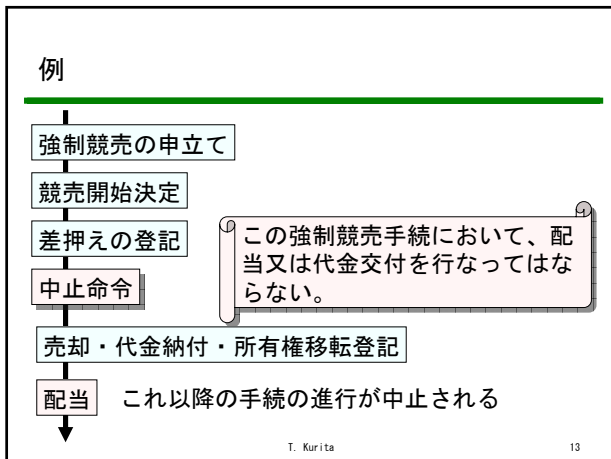 例
強制競売の申立て
競売開始決定
差押えの登記
この強制競売手続において、配
当又は代金交付を行なってはな
らない。
中止命令
売却・代金納付・所有権移転登記
配当 これ以降の手続の進行が中止される
T. Kurita 13